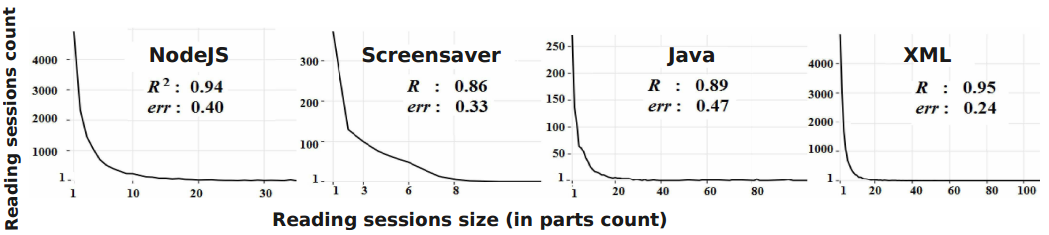 Reading sessions count
NodeJS
R² : 0.94
err : 0.40
4000
3000
2000
1000
1
1 10 20 30
Screensaver
R : 0.86
err : 0.33
300
200
100
1
1 3 6 8
Java
R : 0.89
err : 0.47
250
200
150
100
50
1
1 20 40 60 80
XML
R : 0.95
err : 0.24
4000
3000
2000
1000
1
1 20 40 60 80 100
Reading sessions size (in parts count)